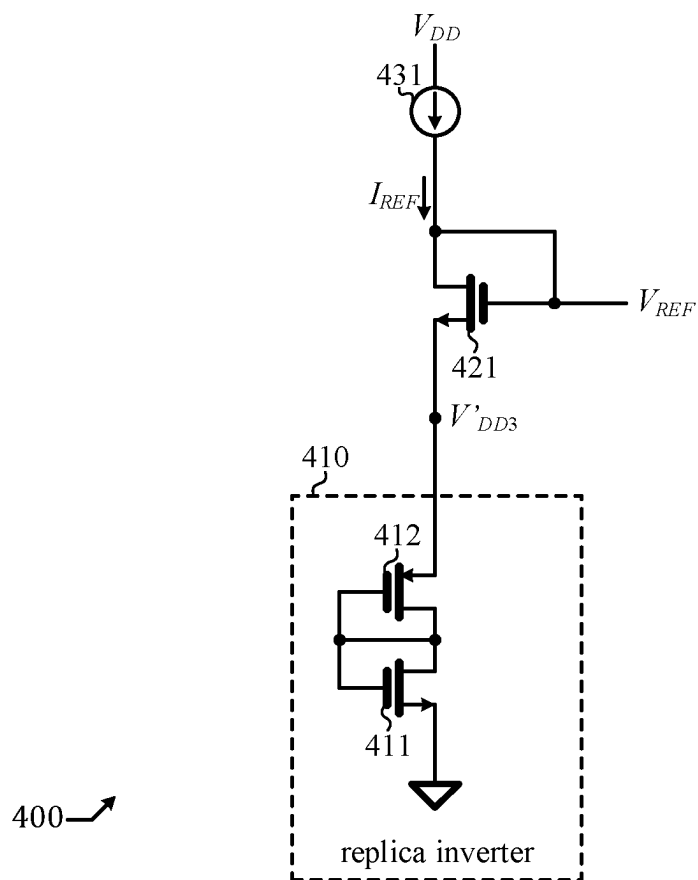 V_DD
431
I_REF
V_REF
421
V'_DD3
410
412
411
400
replica inverter